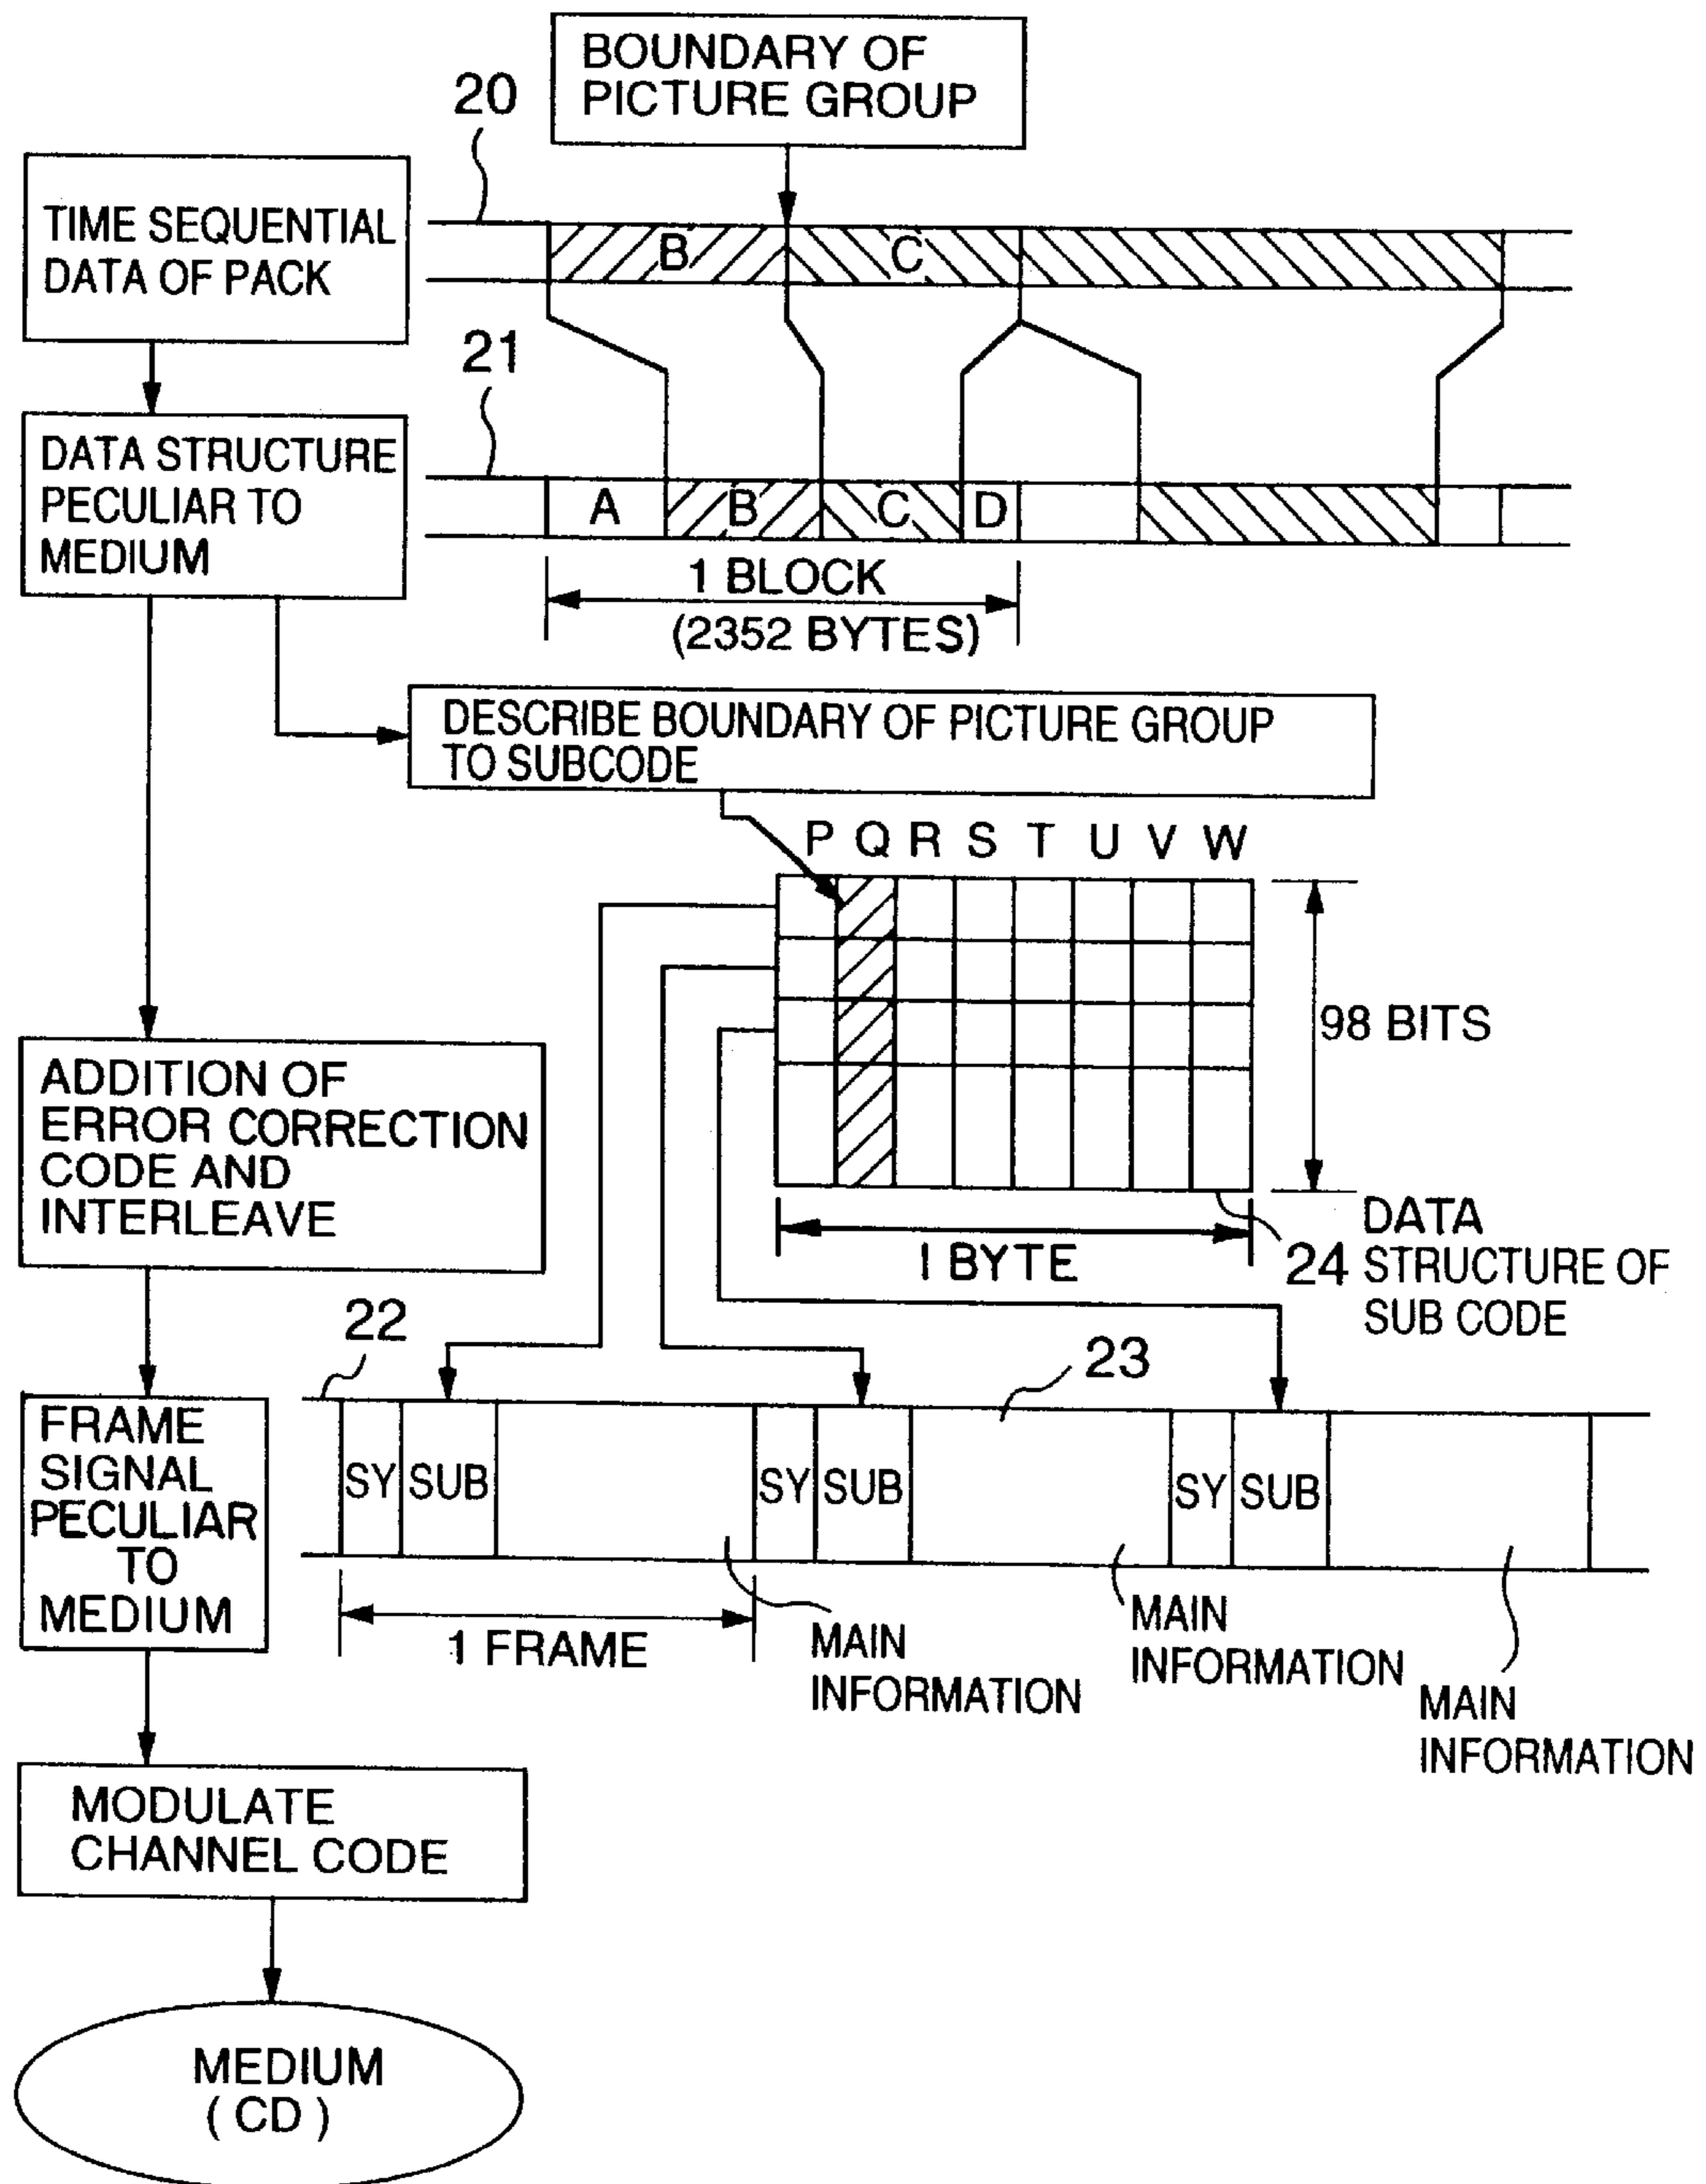 BOUNDARY OF
PICTURE GROUP
20
TIME SEQUENTIAL
DATA OF PACK
B
C
21
DATA STRUCTURE
PECULIAR TO
MEDIUM
A
B
C
D
1 BLOCK
(2352 BYTES)
DESCRIBE BOUNDARY OF PICTURE GROUP
TO SUBCODE
P Q R S T U V W
98 BITS
ADDITION OF
ERROR CORRECTION
CODE AND
INTERLEAVE
1 BYTE
24
DATA
STRUCTURE OF
SUB CODE
22
23
FRAME
SIGNAL
PECULIAR
TO
MEDIUM
SY
SUB
SY
SUB
SY
SUB
1 FRAME
MAIN
INFORMATION
MAIN
INFORMATION
MAIN
INFORMATION
MODULATE
CHANNEL CODE
MEDIUM
( CD )